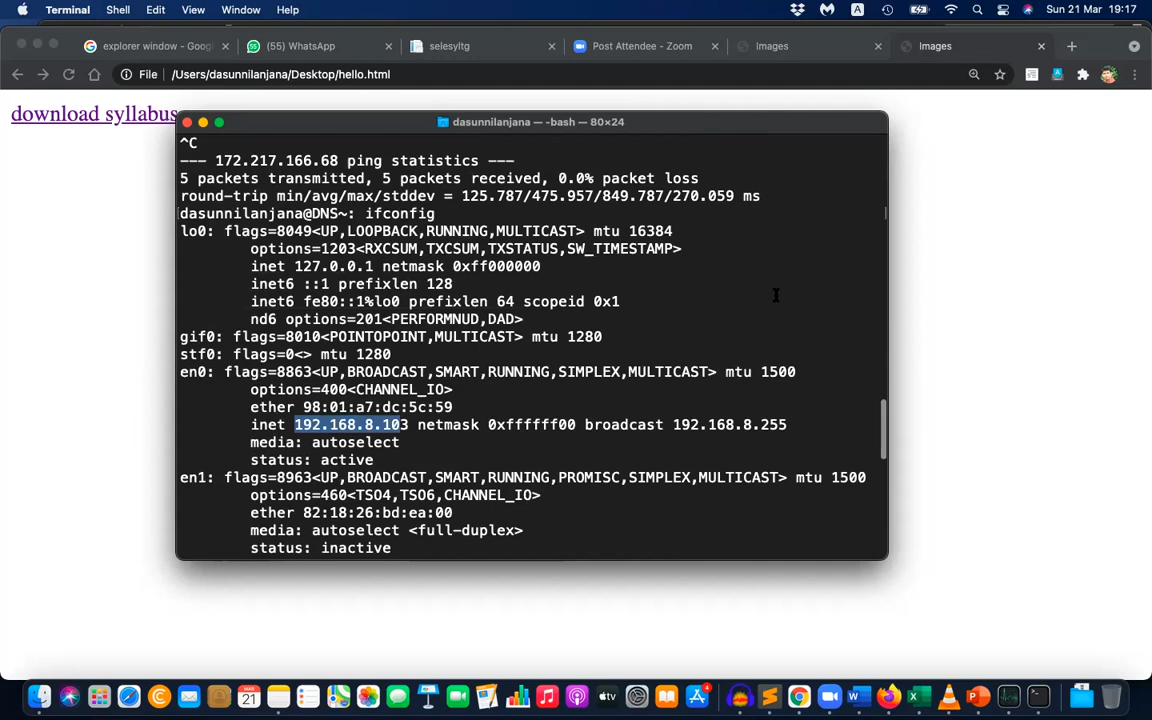 Terminal Shell Edit View Window Help A Sun 21 Mar 19:17
explorer window - Goog (55) WhatsApp selesyltg Post Attendee - Zoom Images Images
File /Users/dasunnilanjana/Desktop/hello.html
download syllabus
dasunnilanjana — -bash — 80×24
^C
--- 172.217.166.68 ping statistics ---
5 packets transmitted, 5 packets received, 0.0% packet loss
round-trip min/avg/max/stddev = 125.787/475.957/849.787/270.059 ms
dasunnilanjana@DNS~: ifconfig
lo0: flags=8049<UP,LOOPBACK,RUNNING,MULTICAST> mtu 16384
options=1203<RXCSUM,TXCSUM,TXSTATUS,SW_TIMESTAMP>
inet 127.0.0.1 netmask 0xff000000
inet6 ::1 prefixlen 128
inet6 fe80::1%lo0 prefixlen 64 scopeid 0x1
nd6 options=201<PERFORMNUD,DAD>
gif0: flags=8010<POINTOPOINT,MULTICAST> mtu 1280
stf0: flags=0<> mtu 1280
en0: flags=8863<UP,BROADCAST,SMART,RUNNING,SIMPLEX,MULTICAST> mtu 1500
options=400<CHANNEL_IO>
ether 98:01:a7:dc:5c:59
inet 192.168.8.103 netmask 0xffffff00 broadcast 192.168.8.255
media: autoselect
status: active
en1: flags=8963<UP,BROADCAST,SMART,RUNNING,PROMISC,SIMPLEX,MULTICAST> mtu 1500
options=460<TSO4,TSO6,CHANNEL_IO>
ether 82:18:26:bd:ea:00
media: autoselect <full-duplex>
status: inactive
MAR
21
tv
4